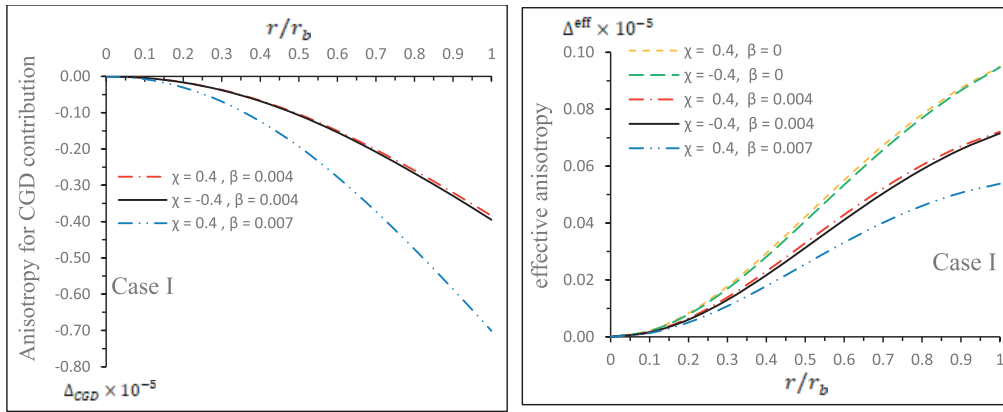 r/r_b
0 0.1 0.2 0.3 0.4 0.5 0.6 0.7 0.8 0.9 1
0.00
-0.10
-0.20
-0.30
-0.40
-0.50
-0.60
-0.70
-0.80
Anisotropy for CGD contribution
χ = 0.4 , β = 0.004
χ = -0.4 , β = 0.004
χ = 0.4 , β = 0.007
Case I
Δ_CGD × 10^-5
Δ^eff × 10^-5
0.10
0.08
0.06
0.04
0.02
0.00
effective anisotropy
χ = 0.4, β = 0
χ = -0.4, β = 0
χ = 0.4, β = 0.004
χ = -0.4, β = 0.004
χ = 0.4, β = 0.007
Case I
0 0.1 0.2 0.3 0.4 0.5 0.6 0.7 0.8 0.9 1
r/r_b